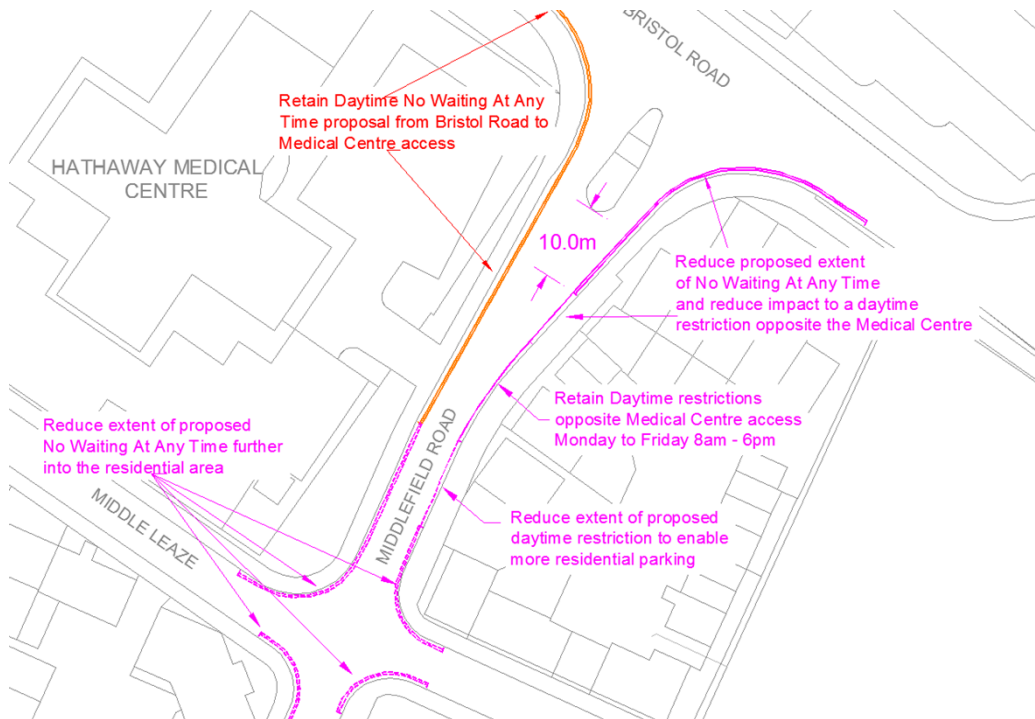 BRISTOL ROAD
Retain Daytime No Waiting At Any
Time proposal from Bristol Road to
Medical Centre access
HATHAWAY MEDICAL
CENTRE
10.0m
Reduce proposed extent
of No Waiting At Any Time
and reduce impact to a daytime
restriction opposite the Medical Centre
Retain Daytime restrictions
opposite Medical Centre access
Monday to Friday 8am - 6pm
Reduce extent of proposed
No Waiting At Any Time further
into the residential area
MIDDLEFIELD ROAD
MIDDLE LEAZE
Reduce extent of proposed
daytime restriction to enable
more residential parking